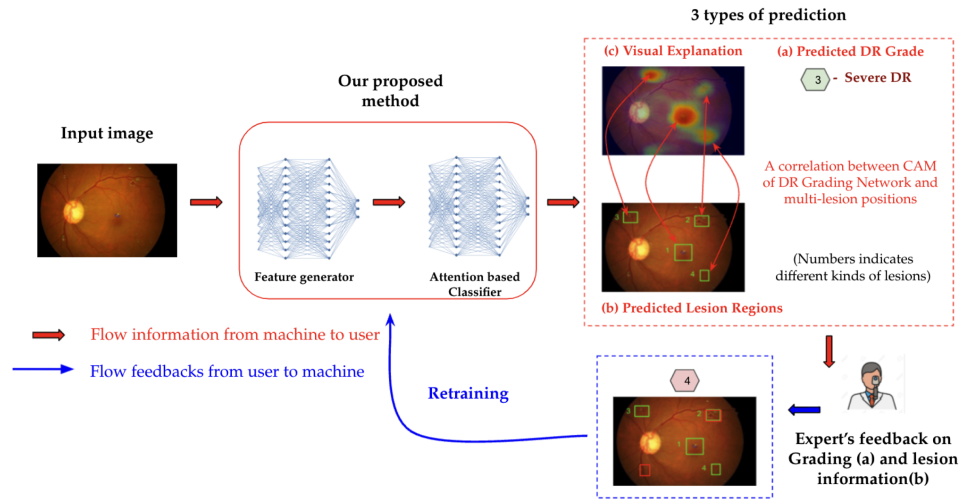 3 types of prediction
Our proposed
method
Input image
Feature generator
Attention based
Classifier
(c) Visual Explanation
(a) Predicted DR Grade
3
- Severe DR
A correlation between CAM
of DR Grading Network and
multi-lesion positions
3
2
1
4
(Numbers indicates
different kinds of lesions)
(b) Predicted Lesion Regions
Flow information from machine to user
Flow feedbacks from user to machine
Retraining
4
3
2
1
4
Expert's feedback on
Grading (a) and lesion
information(b)